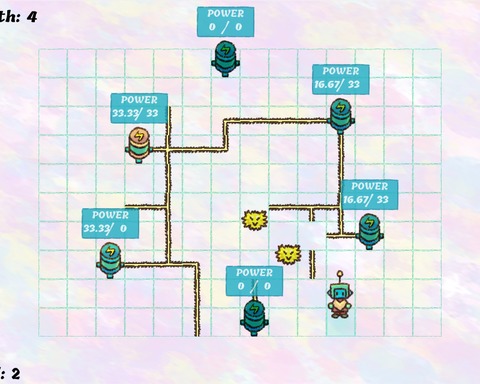 th: 4
POWER
0 / 0
POWER
16.67/ 33
POWER
33.33/ 33
POWER
16.67/ 33
POWER
33.33/ 0
POWER
0 / 0
: 2